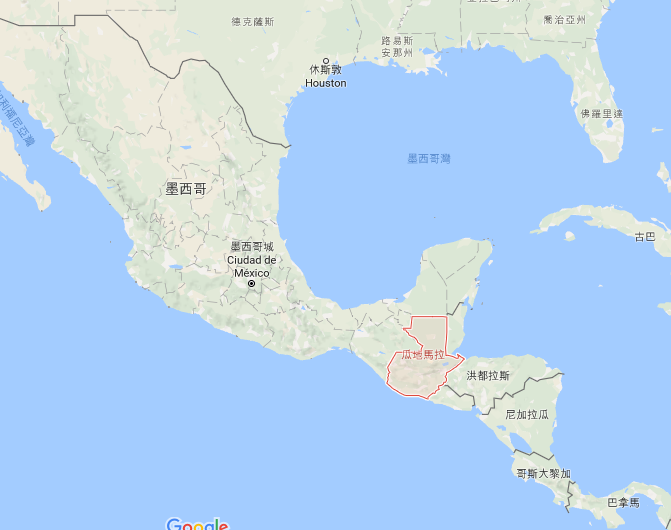 德克薩斯
喬治亞州
路易斯
安那州
休斯敦
Houston
佛羅里達
墨西哥灣
墨西哥
古巴
墨西哥城
Ciudad de
México
瓜地馬拉
洪都拉斯
尼加拉瓜
哥斯大黎加
巴拿馬
Google